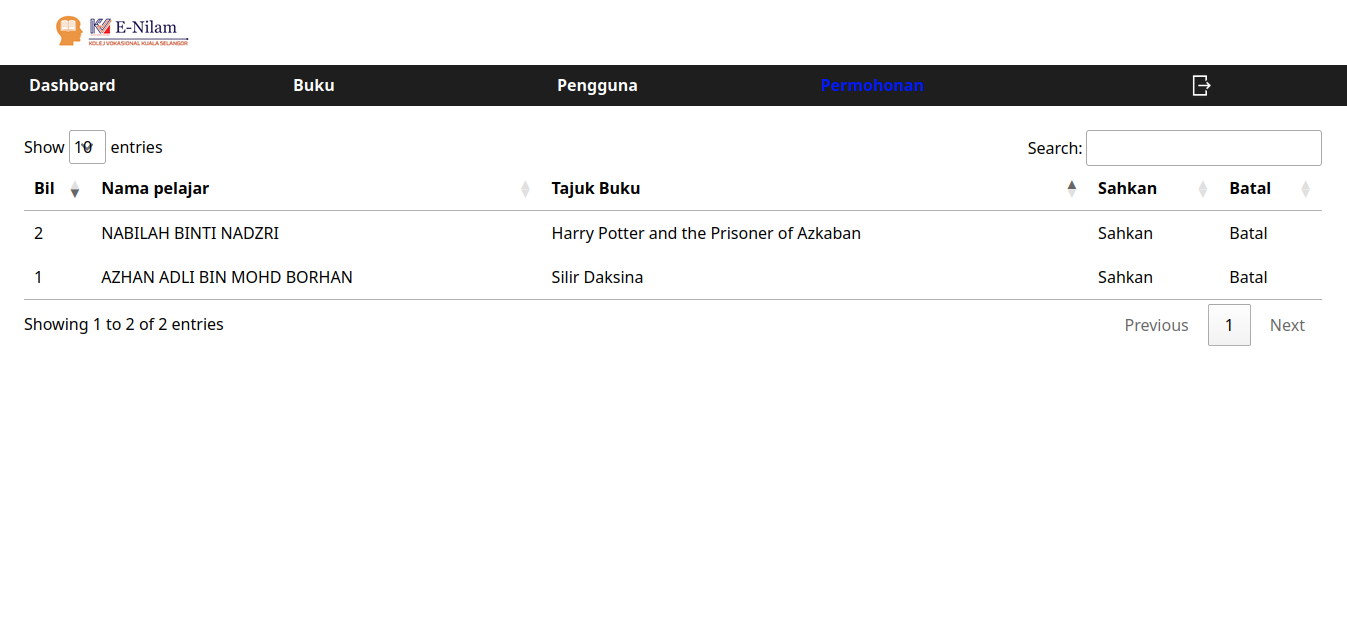 E-Nilam
KOLEJ VOKASIONAL KUALA SELANGOR
Dashboard Buku Pengguna Permohonan
Show 10 entries Search:
Bil Nama pelajar Tajuk Buku Sahkan Batal
2 NABILAH BINTI NADZRI Harry Potter and the Prisoner of Azkaban Sahkan Batal
1 AZHAN ADLI BIN MOHD BORHAN Silir Daksina Sahkan Batal
Showing 1 to 2 of 2 entries Previous 1 Next